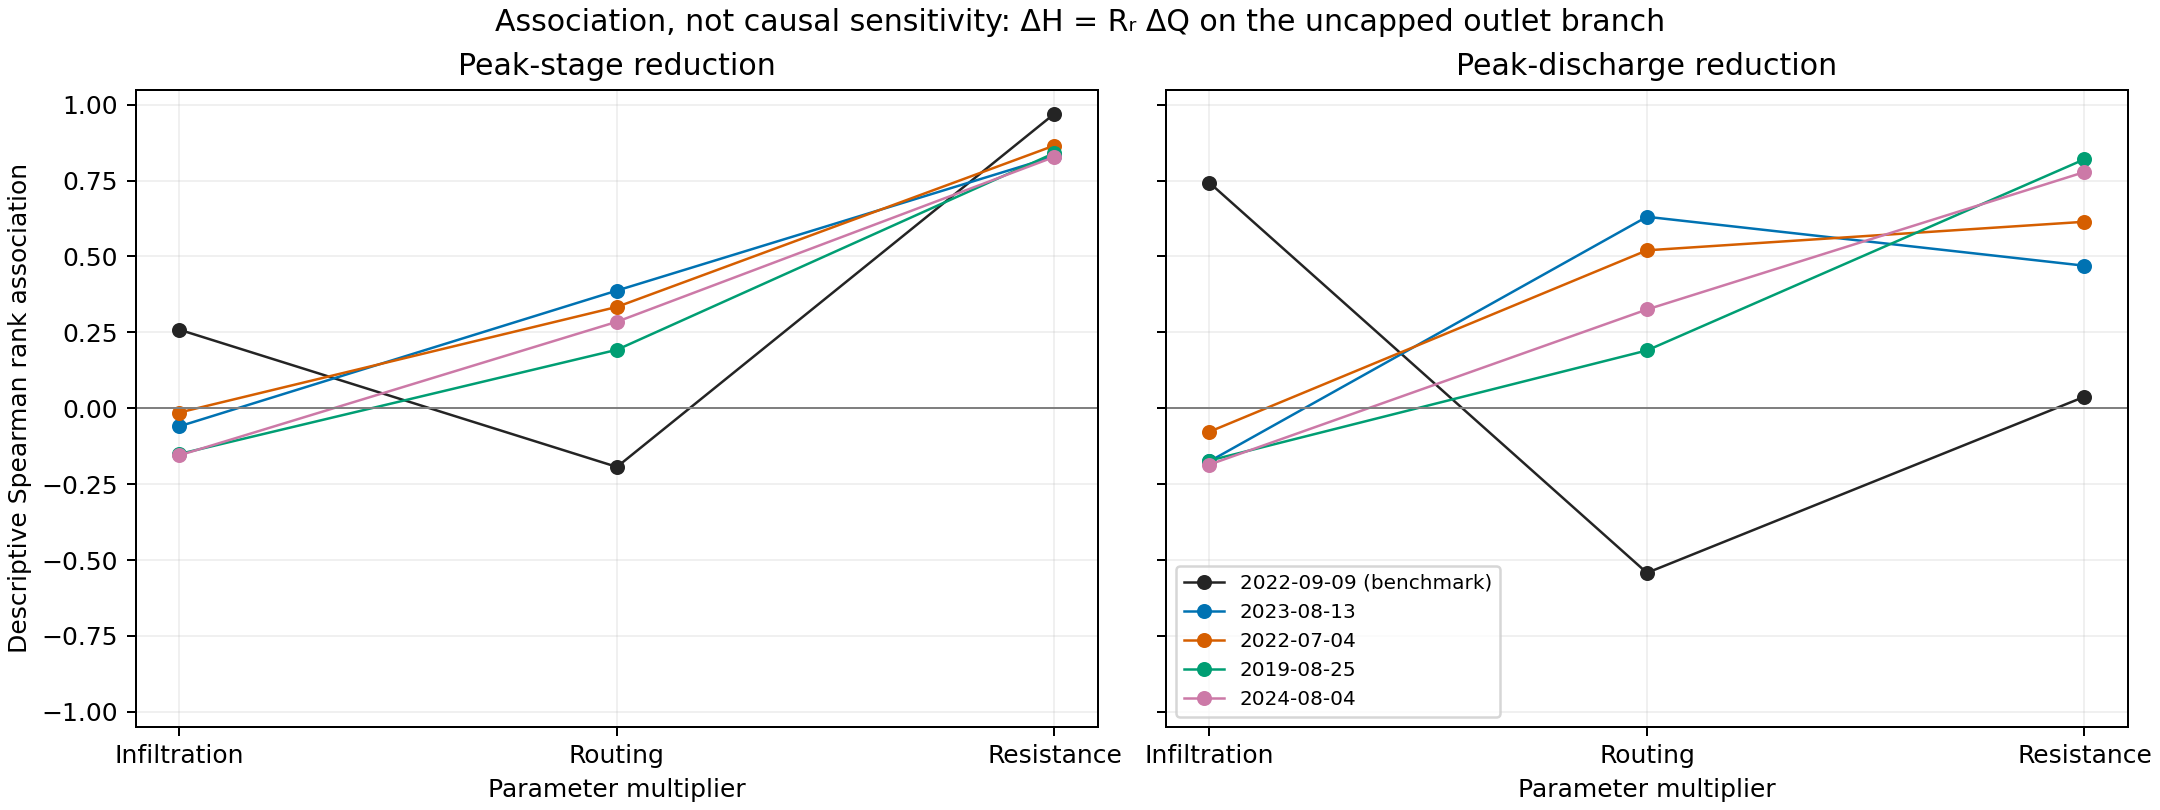 Association, not causal sensitivity: ΔH = Rᵣ ΔQ on the uncapped outlet branch
Peak-stage reduction
Peak-discharge reduction
Descriptive Spearman rank association
1.00
0.75
0.50
0.25
0.00
−0.25
−0.50
−0.75
−1.00
Infiltration
Routing
Resistance
Parameter multiplier
2022-09-09 (benchmark)
2023-08-13
2022-07-04
2019-08-25
2024-08-04
Infiltration
Routing
Resistance
Parameter multiplier